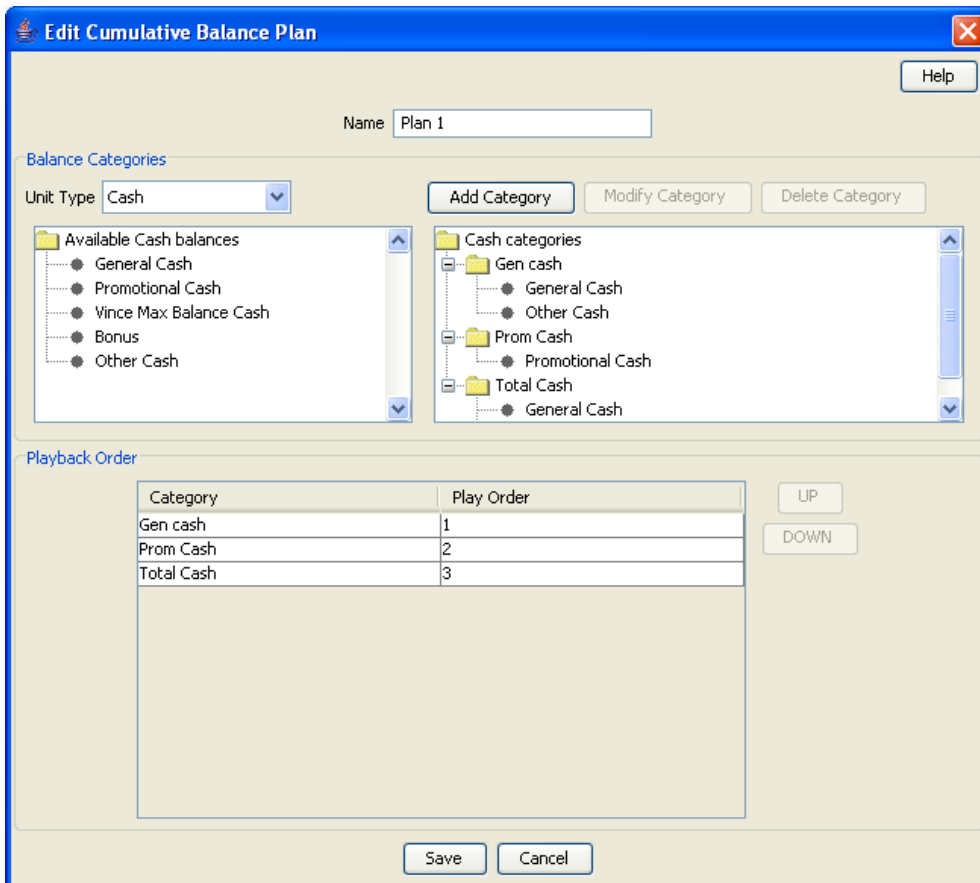 Edit Cumulative Balance Plan
Help
Name Plan 1
Balance Categories
Unit Type Cash
Add Category Modify Category Delete Category
Available Cash balances
General Cash
Promotional Cash
Vince Max Balance Cash
Bonus
Other Cash
Cash categories
Gen cash
General Cash
Other Cash
Prom Cash
Promotional Cash
Total Cash
General Cash
Playback Order
Category Play Order
Gen cash 1
Prom Cash 2
Total Cash 3
UP
DOWN
Save Cancel